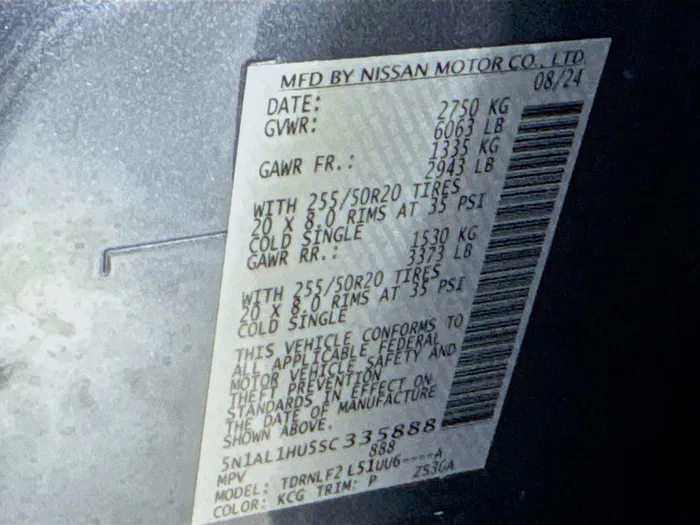 MFD BY NISSAN MOTOR CO., LTD.
DATE: 08/24
GVWR: 2750 KG
6063 LB
GAWR FR.: 1335 KG
2943 LB
WITH 255/50R20 TIRES
20 X 8.0 RIMS AT 35 PSI
COLD SINGLE
GAWR RR.: 1530 KG
3373 LB
WITH 255/50R20 TIRES
20 X 8.0 RIMS AT 35 PSI
COLD SINGLE
THIS VEHICLE CONFORMS TO
ALL APPLICABLE FEDERAL
MOTOR VEHICLE SAFETY AND
THEFT PREVENTION
STANDARDS IN EFFECT ON
THE DATE OF MANUFACTURE
SHOWN ABOVE.
5N1AL1HU5SC335888
MPV 888
MODEL: TDRNLF2 L51UU6----A
COLOR: KCG TRIM: P ZS3GA